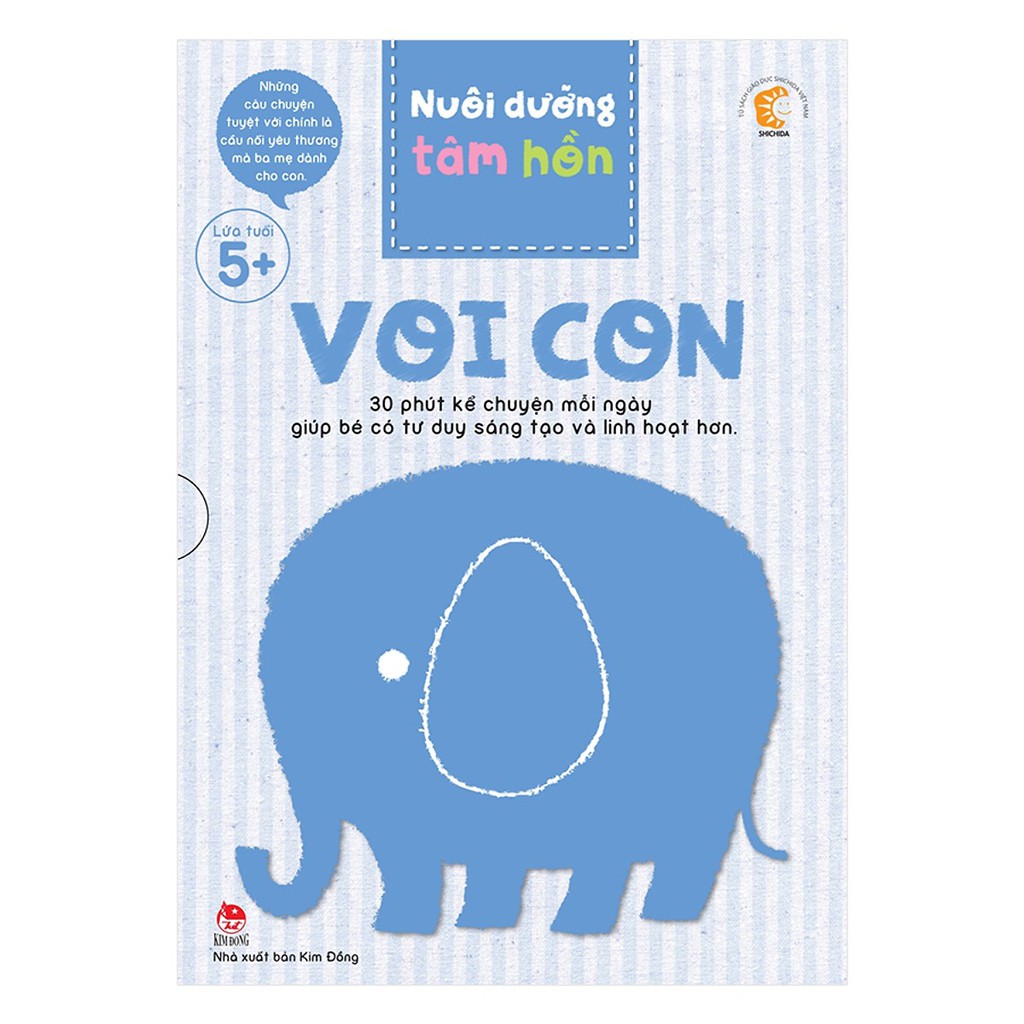 Những
câu chuyện
tuyệt vời chính là
cầu nối yêu thương
mà ba mẹ dành
cho con.
Nuôi dưỡng
tâm hồn
TỦ SÁCH GIÁO DỤC SHICHIDA VIỆT NAM
SHICHIDA
Lứa tuổi
5+
VOI CON
30 phút kể chuyện mỗi ngày
giúp bé có tư duy sáng tạo và linh hoạt hơn.
KIM ĐỒNG
Nhà xuất bản Kim Đồng